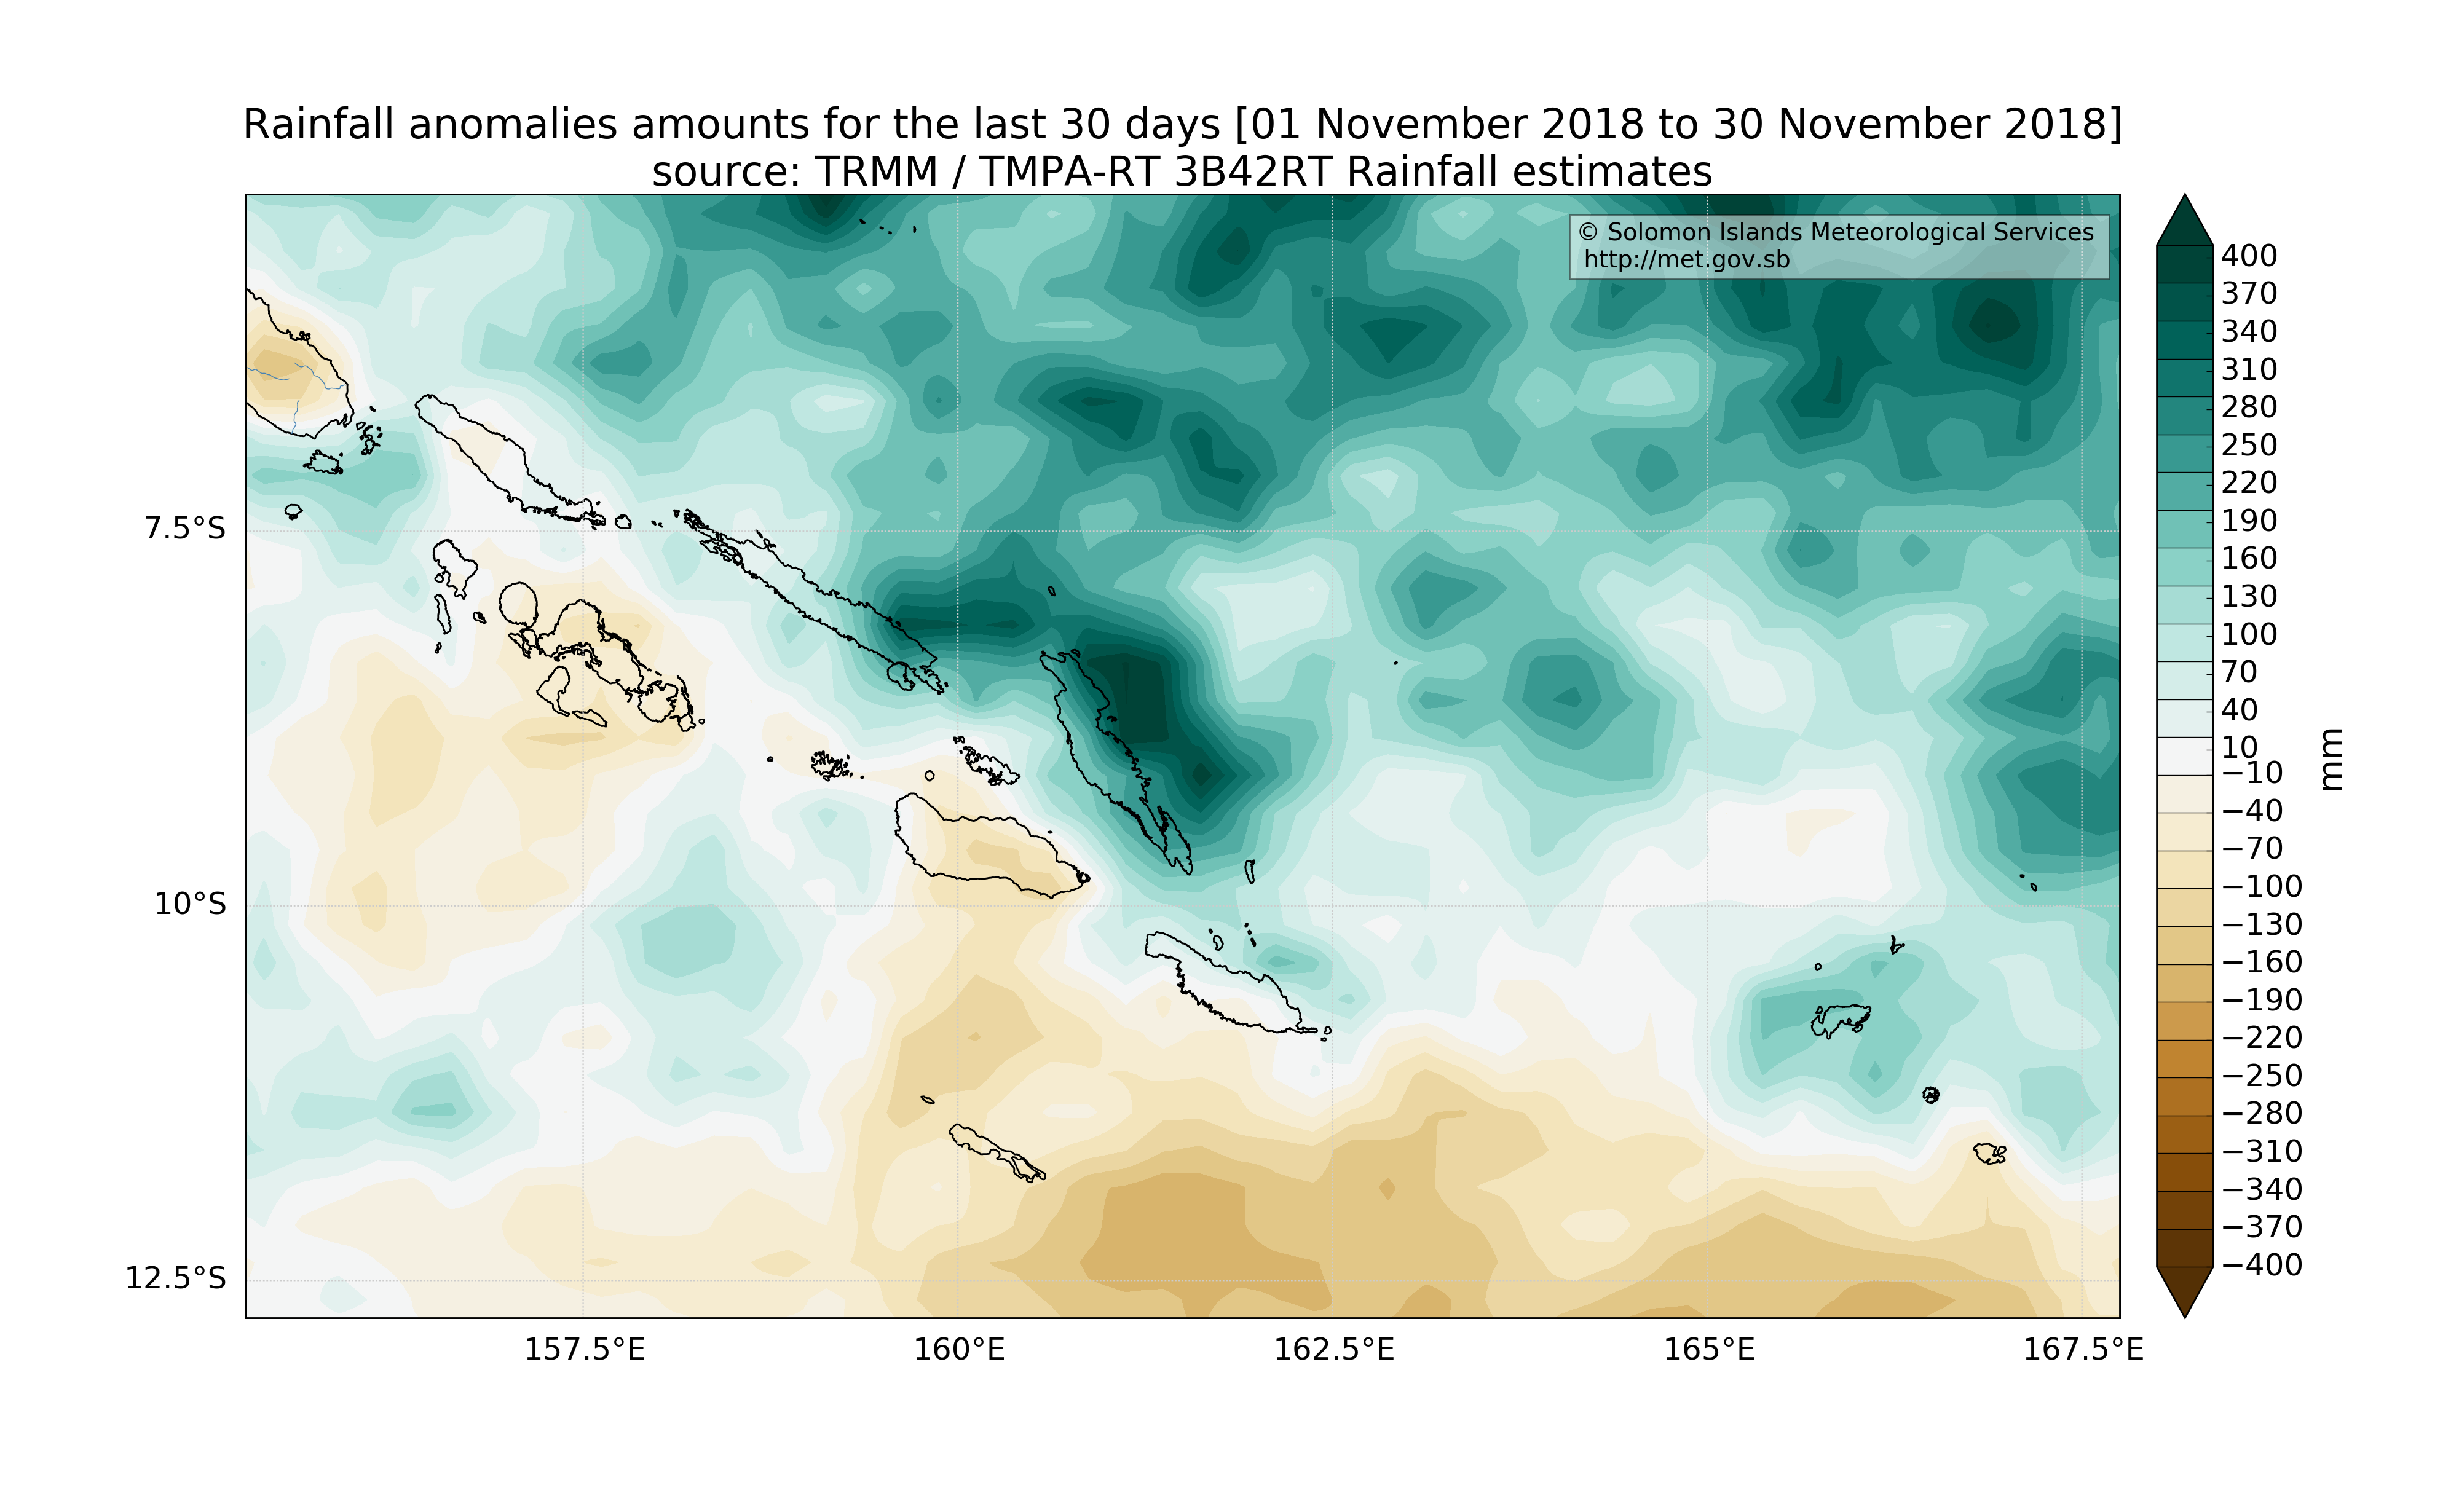 Rainfall anomalies amounts for the last 30 days [01 November 2018 to 30 November 2018]
source: TRMM / TMPA-RT 3B42RT Rainfall estimates
© Solomon Islands Meteorological Services
http://met.gov.sb
7.5°S
10°S
12.5°S
157.5°E
160°E
162.5°E
165°E
167.5°E
400
370
340
310
280
250
220
190
160
130
100
70
40
10
−10
−40
−70
−100
−130
−160
−190
−220
−250
−280
−310
−340
−370
−400
mm